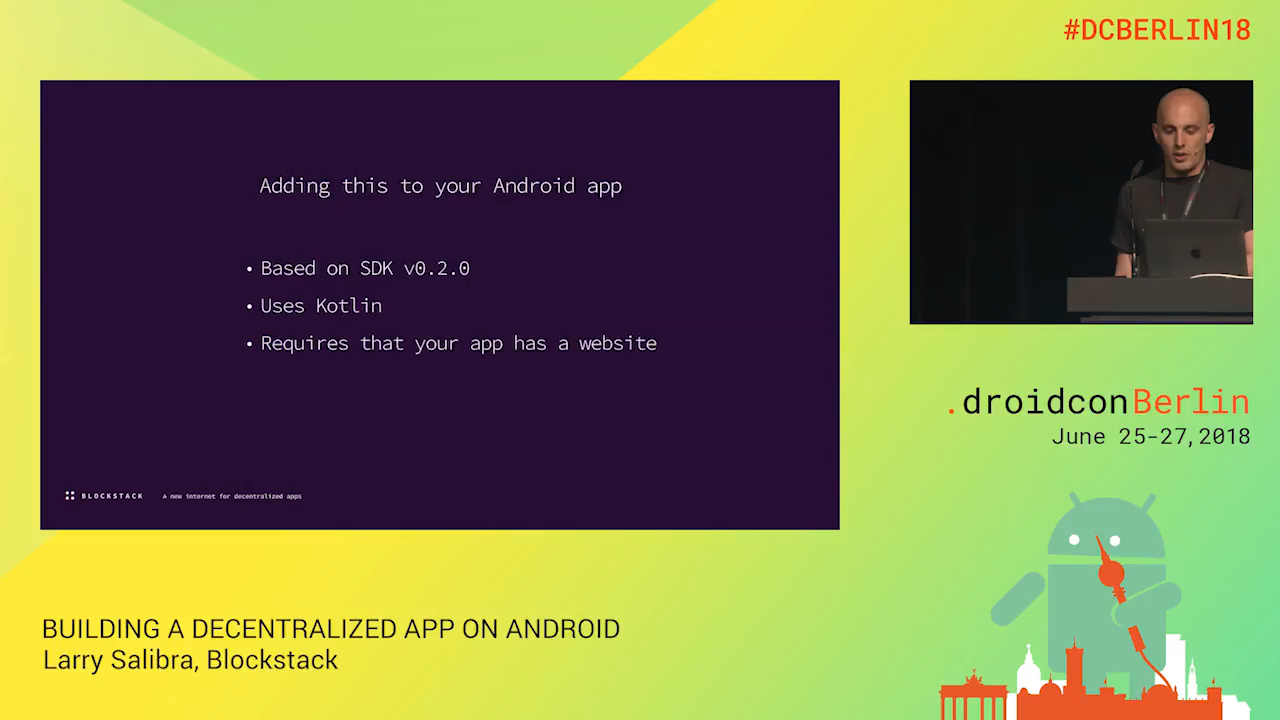 #DCBERLIN18
Adding this to your Android app
• Based on SDK v0.2.0
• Uses Kotlin
• Requires that your app has a website
BLOCKSTACK A new internet for decentralized apps
.droidconBerlin
June 25-27,2018
BUILDING A DECENTRALIZED APP ON ANDROID
Larry Salibra, Blockstack